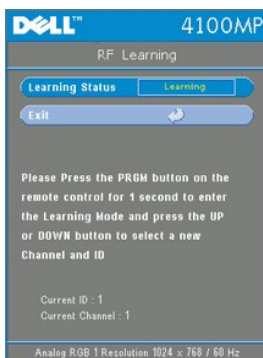 DELL™ 4100MP
RF Learning
Learning Status Learning
Exit
Please Press the PRGM button on the
remote control for 1 second to enter
the Learning Mode and press the UP
or DOWN button to select a new
Channel and ID
Current ID : 1
Current Channel : 1
Analog RGB 1 Resolution 1024 x 768 / 60 Hz